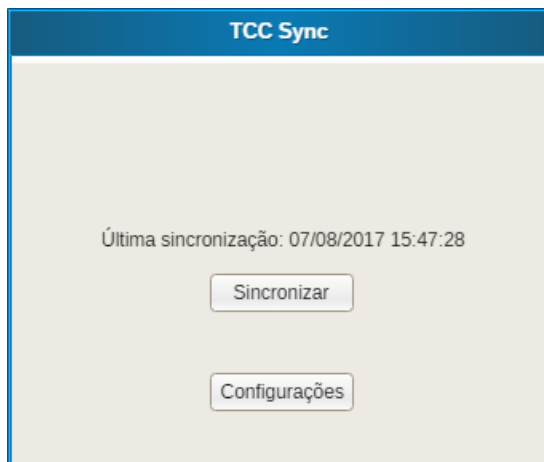 TCC Sync
Última sincronização: 07/08/2017 15:47:28
Sincronizar
Configurações